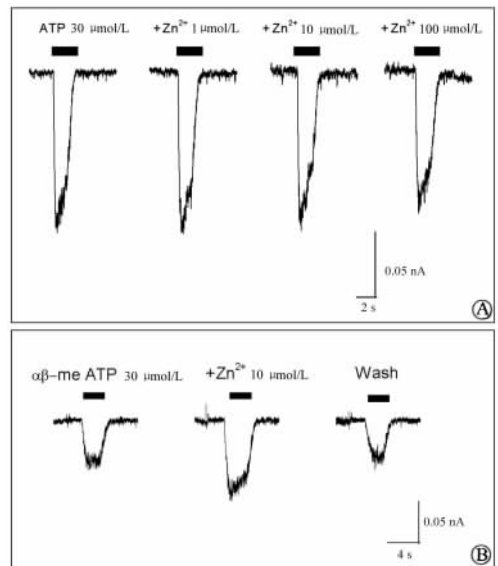 ATP 30 μmol/L +Zn²⁺ 1 μmol/L +Zn²⁺ 10 μmol/L +Zn²⁺ 100 μmol/L
0.05 nA
2 s
A
αβ-me ATP 30 μmol/L +Zn²⁺ 10 μmol/L Wash
0.05 nA
4 s
B